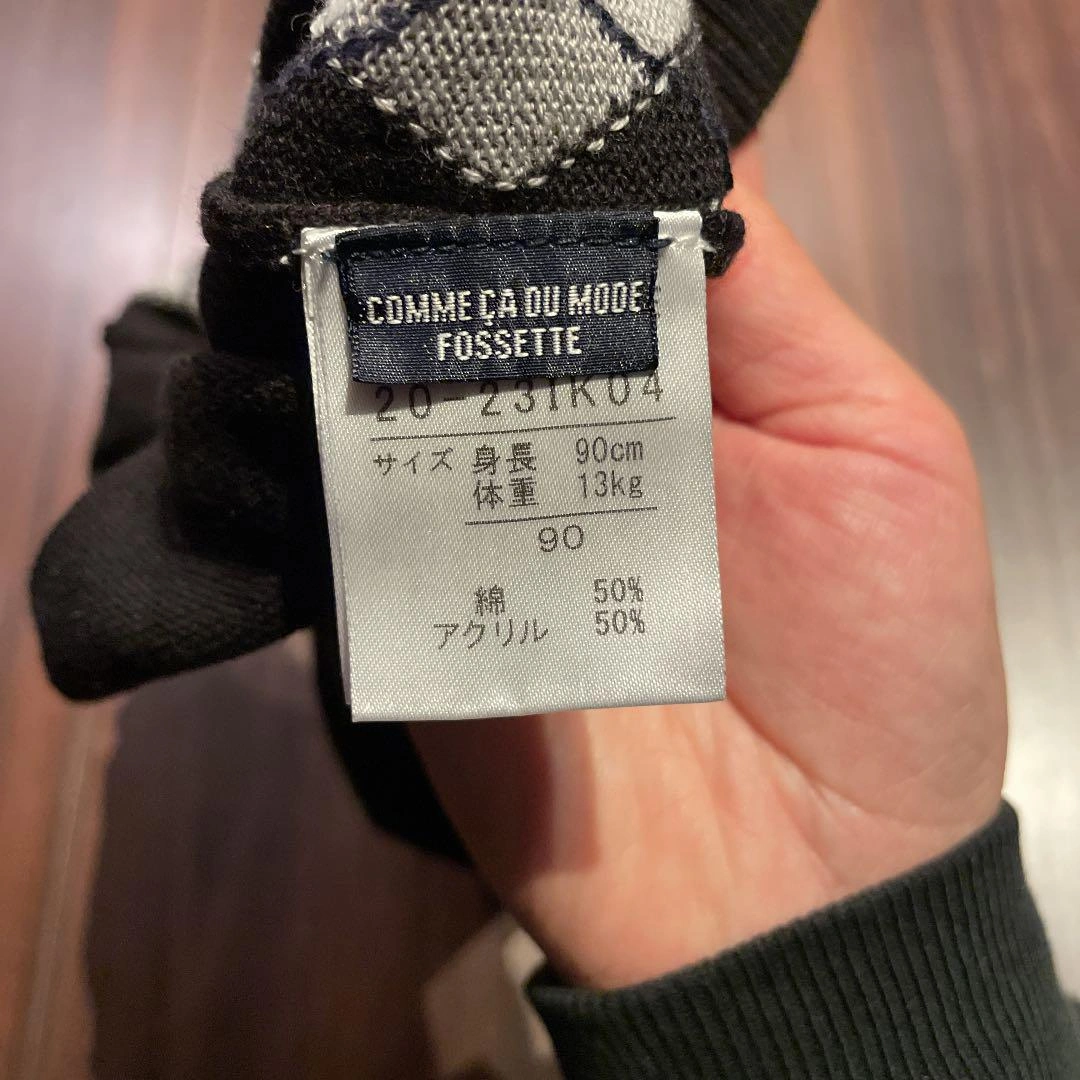 COMME ÇA DU MODE
FOSSETTE
20-23IK04
サイズ 身長 90cm
体重 13kg
90
綿 50%
アクリル 50%